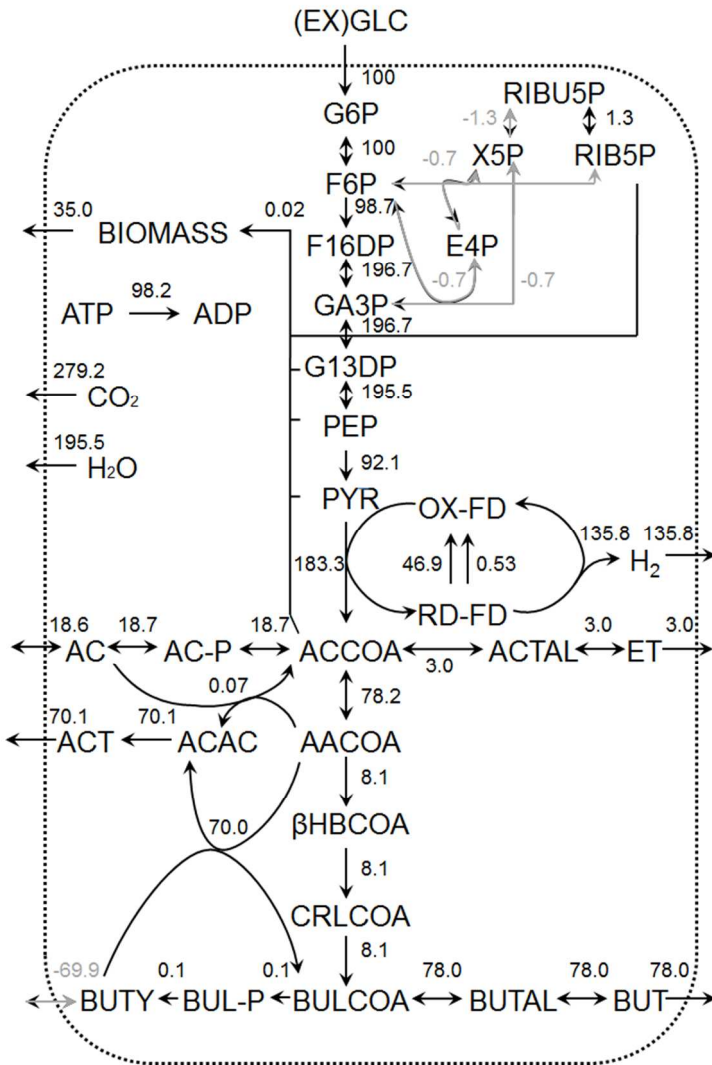 (EX)GLC
100
RIBU5P
G6P
-1.3
1.3
100
-0.7
X5P
RIB5P
F6P
35.0
0.02
98.7
BIOMASS
F16DP
E4P
98.2
196.7
-0.7
-0.7
ATP
ADP
GA3P
196.7
279.2
G13DP
CO2
195.5
195.5
PEP
H2O
92.1
PYR
OX-FD
135.8
135.8
183.3
46.9
0.53
H2
RD-FD
18.6
18.7
18.7
3.0
3.0
AC
AC-P
ACCOA
ACTAL
ET
3.0
0.07
78.2
70.1
70.1
ACT
ACAC
AACOA
8.1
70.0
βHBCOA
8.1
CRLCOA
8.1
-69.9
0.1
0.1
78.0
78.0
78.0
BUTY
BUL-P
BULCOA
BUTAL
BUT